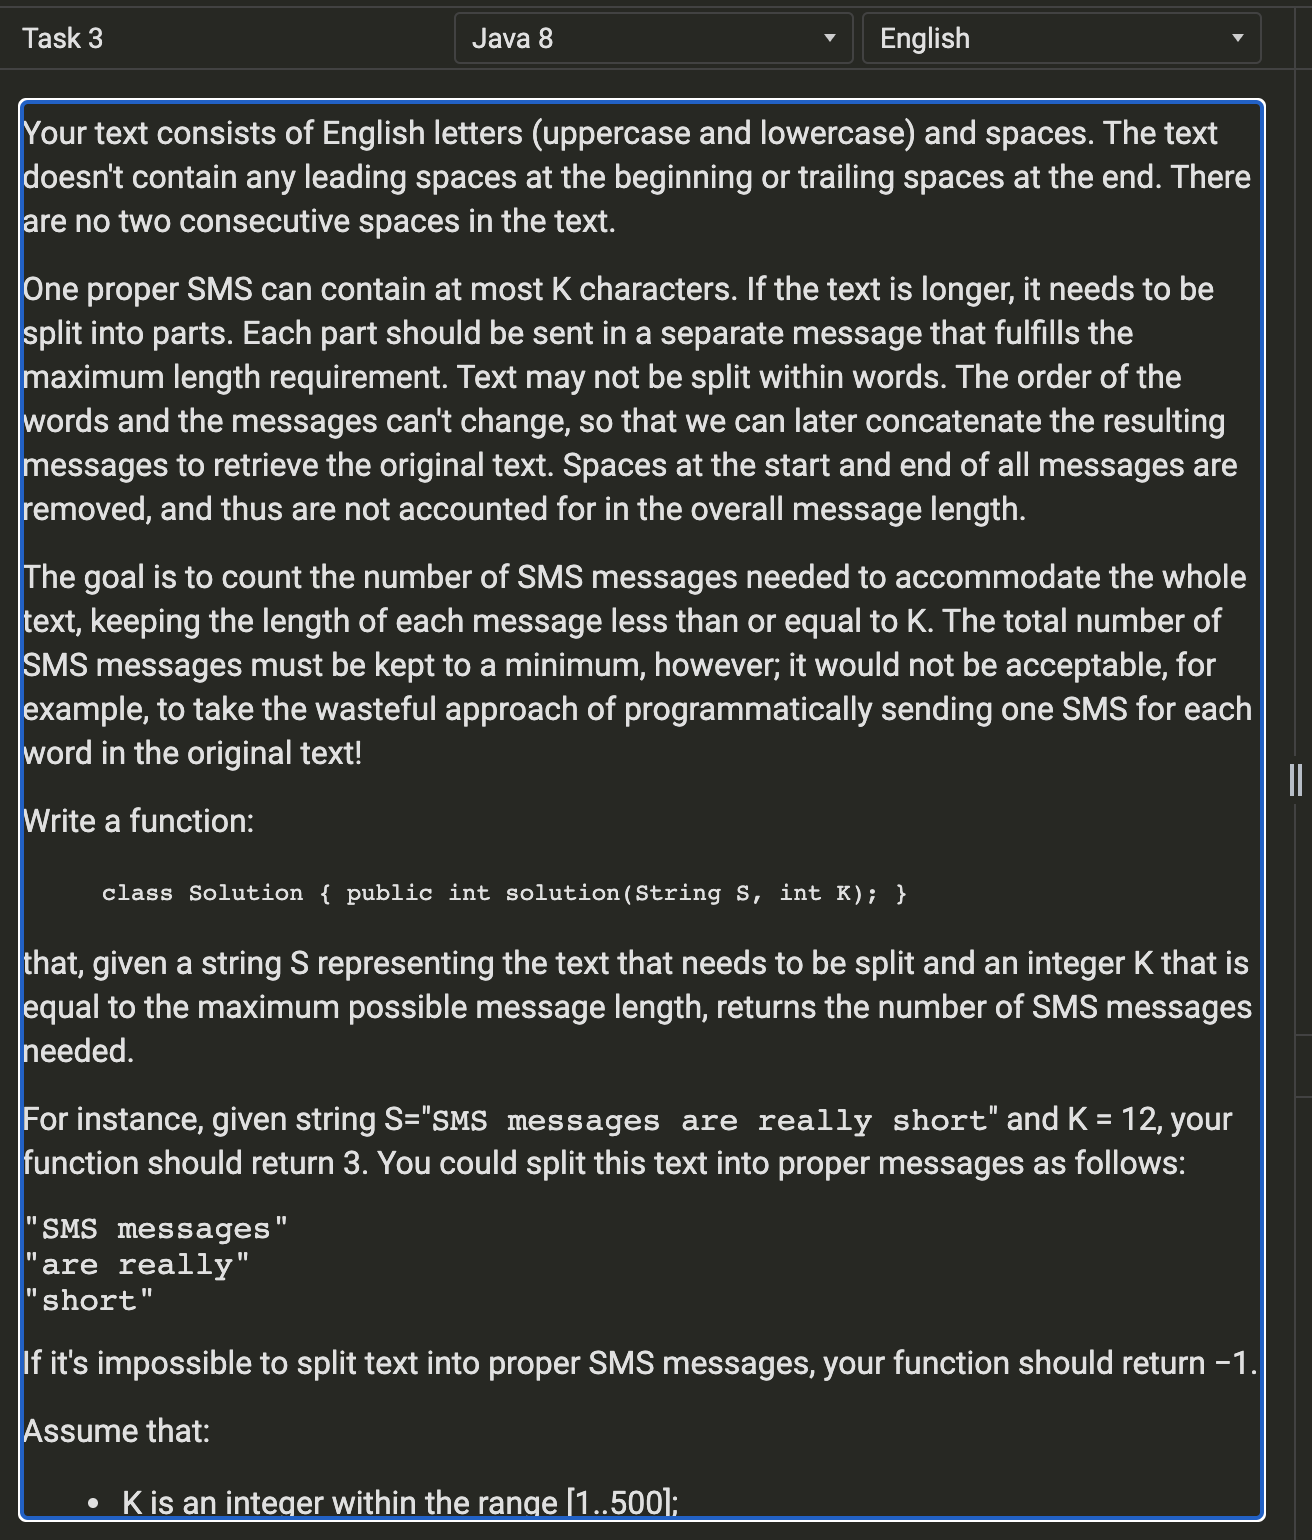 Task 3
Java 8
English
Your text consists of English letters (uppercase and lowercase) and spaces. The text
doesn't contain any leading spaces at the beginning or trailing spaces at the end. There
are no two consecutive spaces in the text.
One proper SMS can contain at most K characters. If the text is longer, it needs to be
split into parts. Each part should be sent in a separate message that fulfills the
maximum length requirement. Text may not be split within words. The order of the
words and the messages can't change, so that we can later concatenate the resulting
messages to retrieve the original text. Spaces at the start and end of all messages are
removed, and thus are not accounted for in the overall message length.
The goal is to count the number of SMS messages needed to accommodate the whole
text, keeping the length of each message less than or equal to K. The total number of
SMS messages must be kept to a minimum, however; it would not be acceptable, for
example, to take the wasteful approach of programmatically sending one SMS for each
word in the original text!
Write a function:
class Solution { public int solution(String S, int K); }
that, given a string S representing the text that needs to be split and an integer K that is
equal to the maximum possible message length, returns the number of SMS messages
needed.
For instance, given string S="SMS messages are really short" and K = 12, your
function should return 3. You could split this text into proper messages as follows:
"SMS messages"
"are really"
"short"
If it's impossible to split text into proper SMS messages, your function should return −1.
Assume that:
• K is an integer within the range [1..500];